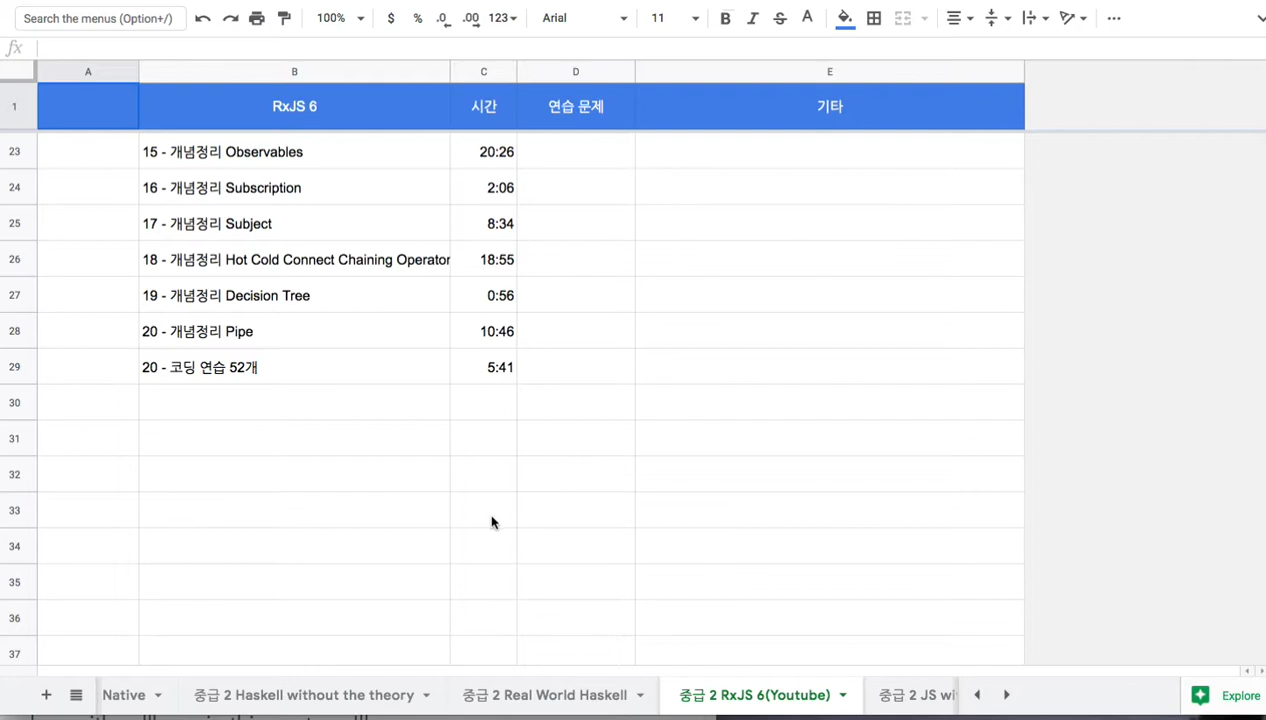 Search the menus (Option+/) 100% $ % .0 .00 123 Arial 11 B I S A ...
fx
A B C D E
1 RxJS 6 시간 연습 문제 기타
23 15 - 개념정리 Observables 20:26
24 16 - 개념정리 Subscription 2:06
25 17 - 개념정리 Subject 8:34
26 18 - 개념정리 Hot Cold Connect Chaining Operator 18:55
27 19 - 개념정리 Decision Tree 0:56
28 20 - 개념정리 Pipe 10:46
29 20 - 코딩 연습 52개 5:41
30
31
32
33
34
35
36
37
+ Native 중급 2 Haskell without the theory 중급 2 Real World Haskell 중급 2 RxJS 6(Youtube) 중급 2 JS wi Explore